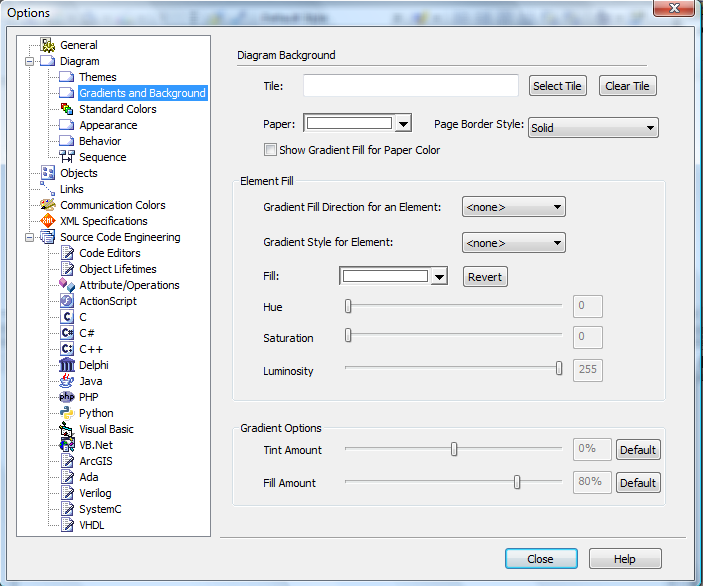 Options
General
Diagram
Themes
Gradients and Background
Standard Colors
Appearance
Behavior
Sequence
Objects
Links
Communication Colors
XML Specifications
Source Code Engineering
Code Editors
Object Lifetimes
Attribute/Operations
ActionScript
C
C#
C++
Delphi
Java
PHP
Python
Visual Basic
VB.Net
ArcGIS
Ada
Verilog
SystemC
VHDL
Diagram Background
Tile: Select Tile Clear Tile
Paper: Page Border Style: Solid
Show Gradient Fill for Paper Color
Element Fill
Gradient Fill Direction for an Element: <none>
Gradient Style for Element: <none>
Fill: Revert
Hue 0
Saturation 0
Luminosity 255
Gradient Options
Tint Amount 0% Default
Fill Amount 80% Default
Close Help